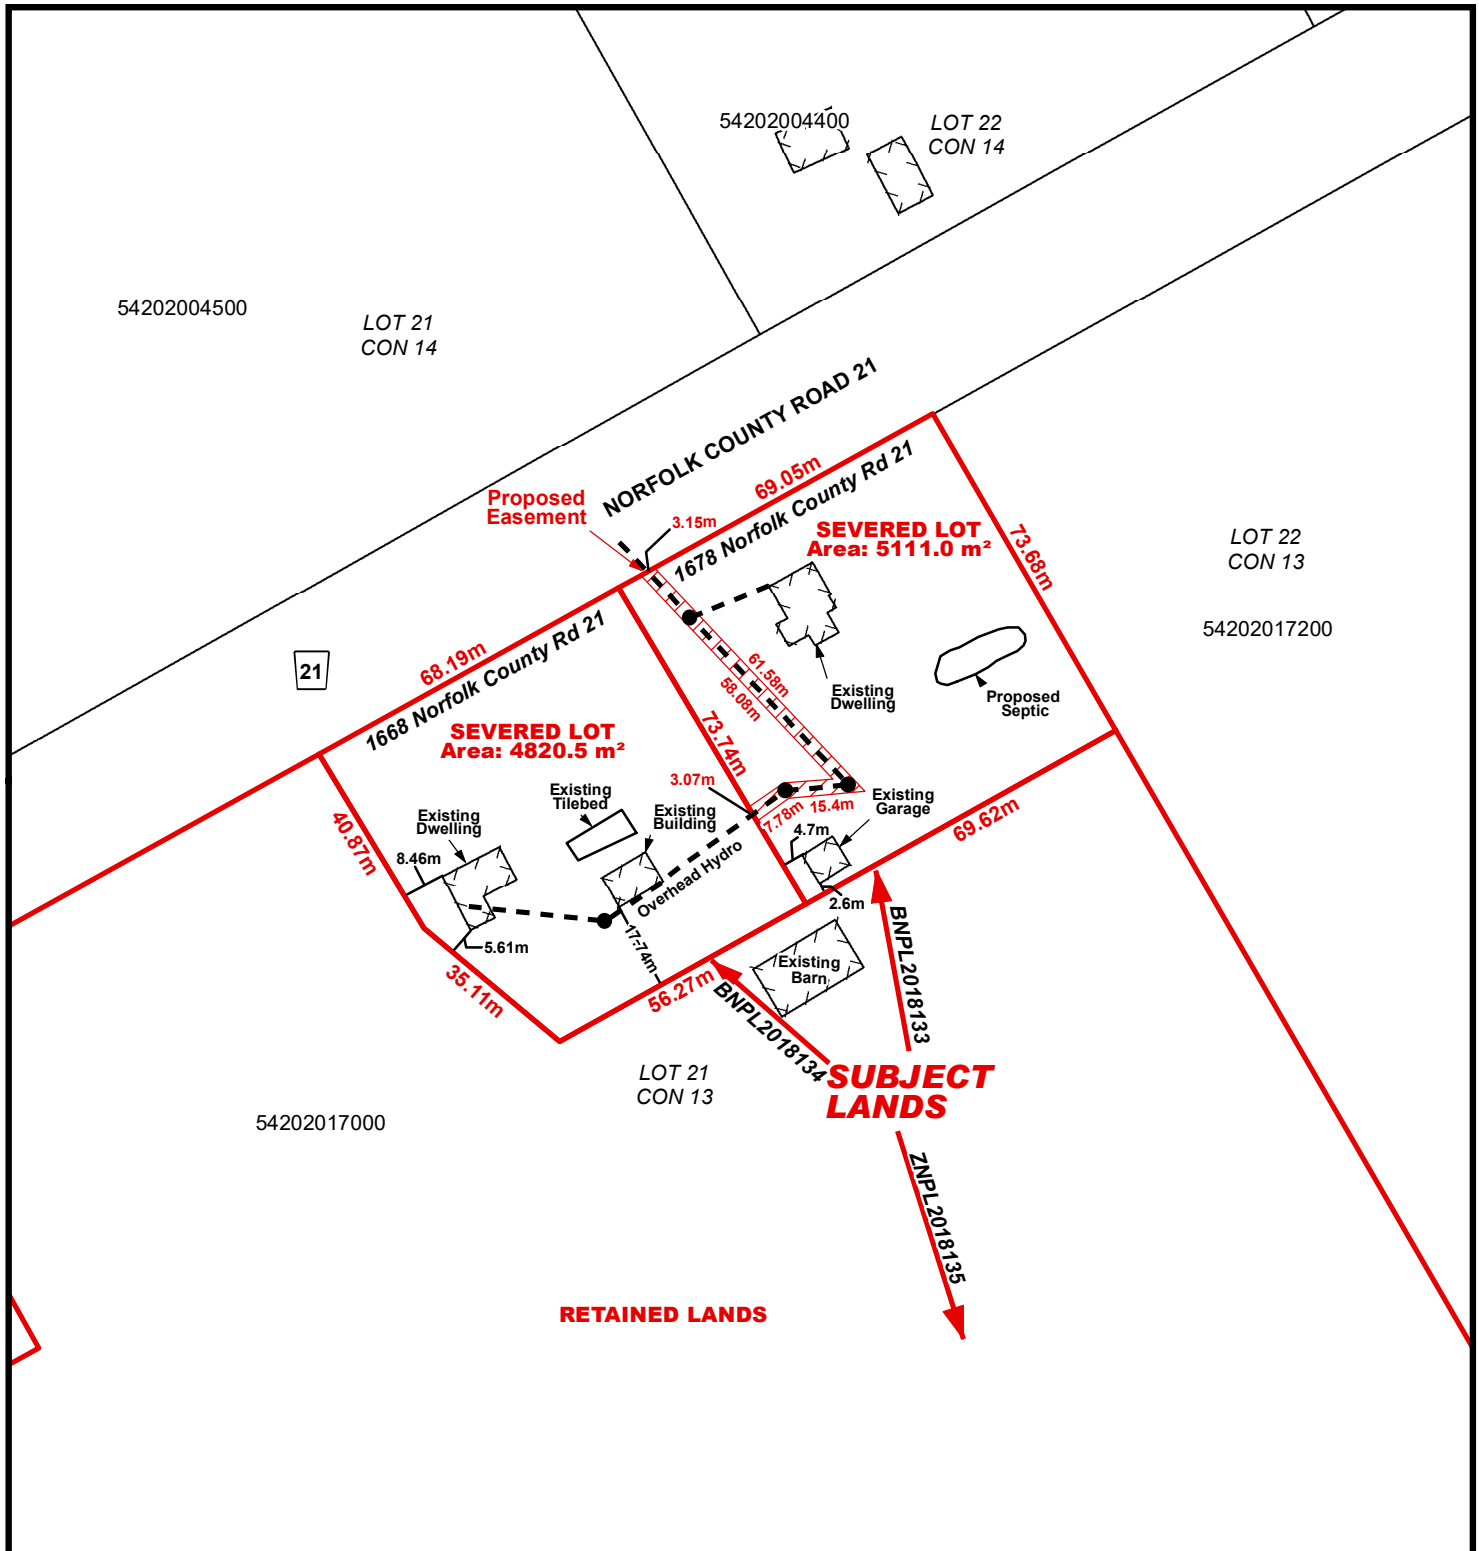 54202004400
LOT 22
CON 14
54202004500
LOT 21
CON 14
NORFOLK COUNTY ROAD 21
69.05m
1678 Norfolk County Rd 21
Proposed
Easement
3.15m
SEVERED LOT
Area: 5111.0 m²
73.68m
LOT 22
CON 13
54202017200
21
68.19m
1668 Norfolk County Rd 21
61.58m
58.08m
Existing
Dwelling
Proposed
Septic
SEVERED LOT
Area: 4820.5 m²
73.74m
3.07m
7.78m
15.4m
Existing
Garage
69.62m
4.7m
2.6m
Existing
Tilebed
Existing
Building
Existing
Dwelling
40.87m
8.46m
Overhead Hydro
5.61m
17.74m
35.11m
56.27m
Existing
Barn
BNPL2018133
BNPL2018134
SUBJECT
LANDS
LOT 21
CON 13
54202017000
ZNPL2018135
RETAINED LANDS